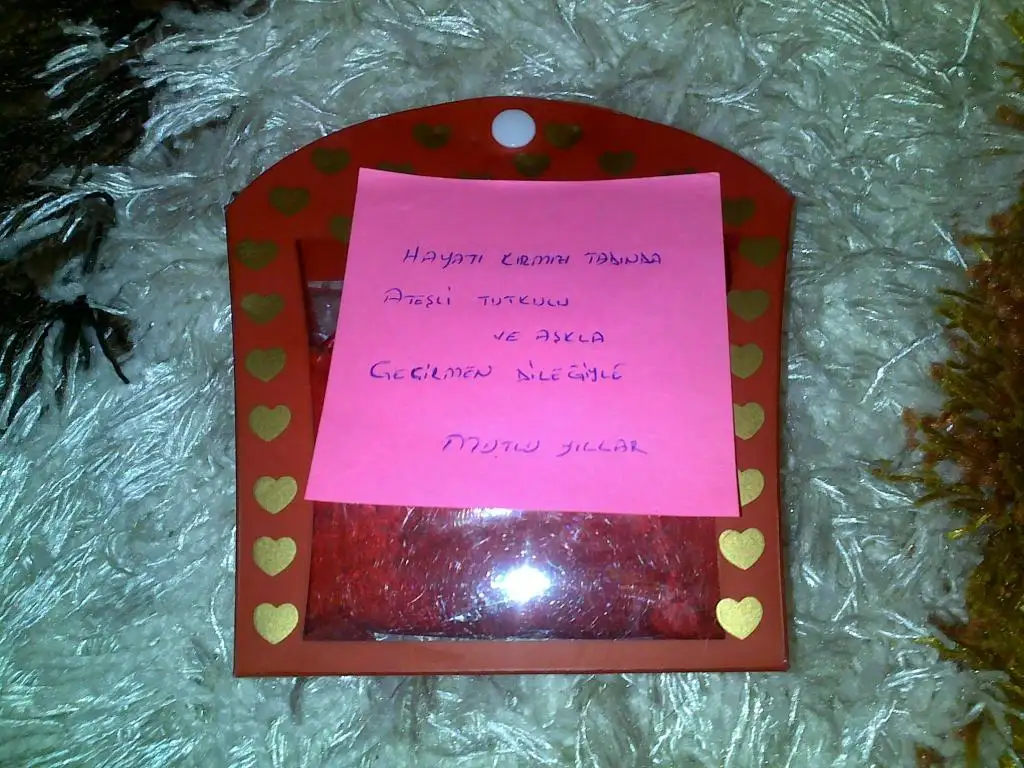 HAYATI KIRMIZI TADINDA
ATEŞLİ TUTKULU
VE AŞKLA
GEÇİRMEN DİLEĞİYLE
MUTLU YILLAR